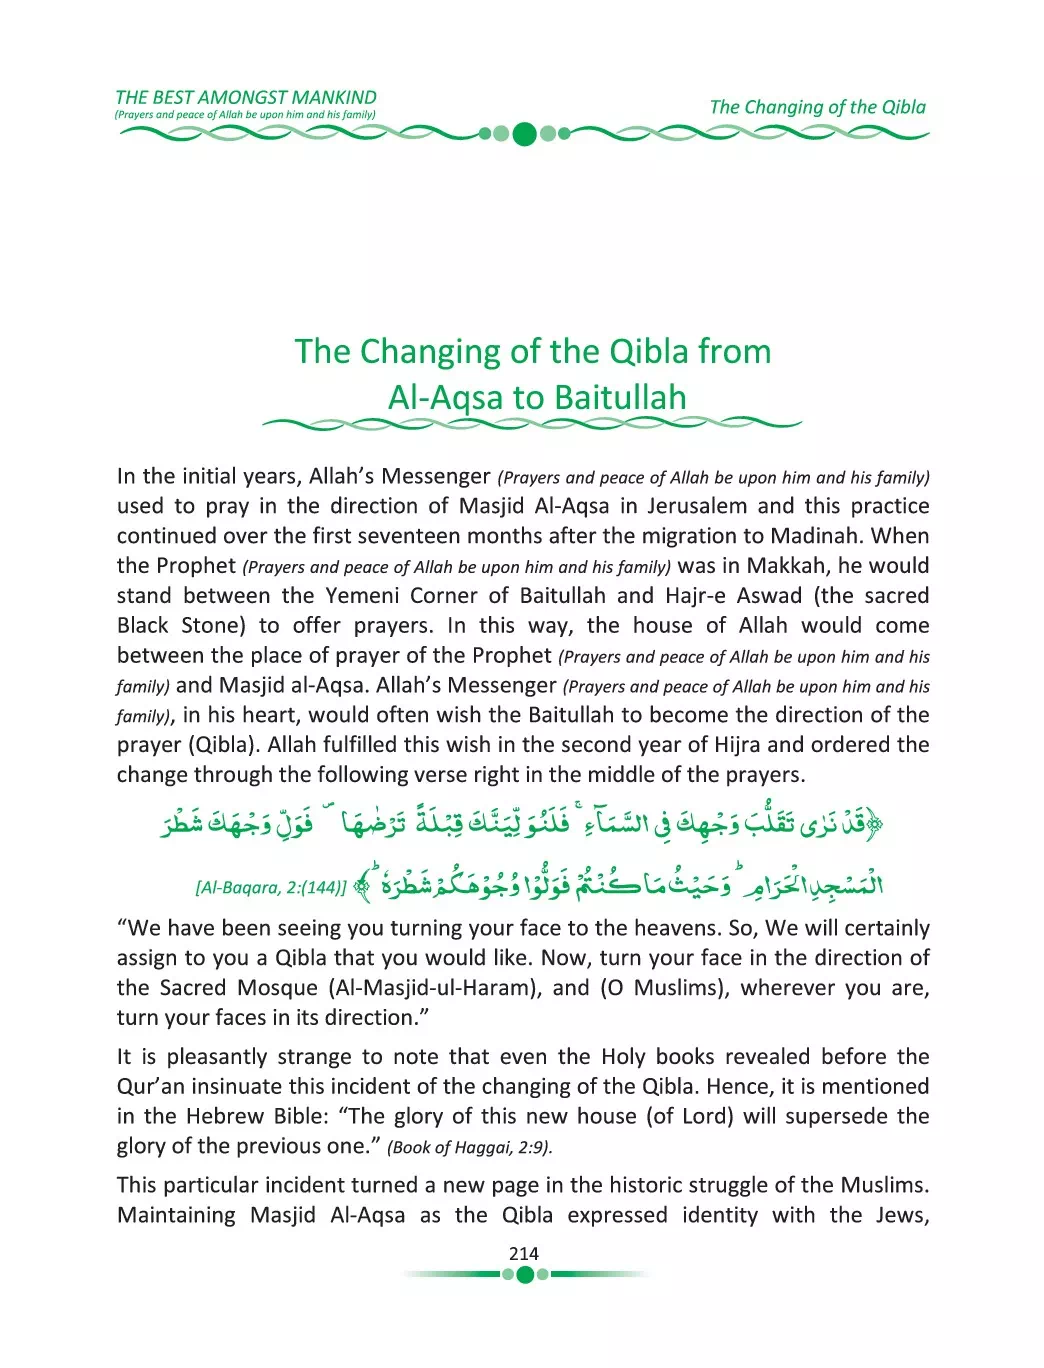 THE BEST AMONGST MANKIND
(Prayers and peace of Allah be upon him and his family)
The Changing of the Qibla
The Changing of the Qibla from
Al-Aqsa to Baitullah
In the initial years, Allah’s Messenger (Prayers and peace of Allah be upon him and his family)
used to pray in the direction of Masjid Al-Aqsa in Jerusalem and this practice
continued over the first seventeen months after the migration to Madinah. When
the Prophet (Prayers and peace of Allah be upon him and his family) was in Makkah, he would
stand between the Yemeni Corner of Baitullah and Hajr-e Aswad (the sacred
Black Stone) to offer prayers. In this way, the house of Allah would come
between the place of prayer of the Prophet (Prayers and peace of Allah be upon him and his
family) and Masjid al-Aqsa. Allah’s Messenger (Prayers and peace of Allah be upon him and his
family), in his heart, would often wish the Baitullah to become the direction of the
prayer (Qibla). Allah fulfilled this wish in the second year of Hijra and ordered the
change through the following verse right in the middle of the prayers.
﴿قَدْ نَرٰى تَقَلُّبَ وَجْهِكَ فِى السَّمَآءِ ۚ فَلَنُوَلِّيَنَّكَ قِبْلَةً تَرْضٰهَا ۪ فَوَلِّ وَجْهَكَ شَطْرَ
الْمَسْجِدِ الْحَرَامِ ؕ وَحَيْثُ مَا كُنْتُمْ فَوَلُّوْا وُجُوْهَكُمْ شَطْرَهٗ ؕ﴾ [Al-Baqara, 2:(144)]
“We have been seeing you turning your face to the heavens. So, We will certainly
assign to you a Qibla that you would like. Now, turn your face in the direction of
the Sacred Mosque (Al-Masjid-ul-Haram), and (O Muslims), wherever you are,
turn your faces in its direction.”
It is pleasantly strange to note that even the Holy books revealed before the
Qur’an insinuate this incident of the changing of the Qibla. Hence, it is mentioned
in the Hebrew Bible: “The glory of this new house (of Lord) will supersede the
glory of the previous one.” (Book of Haggai, 2:9).
This particular incident turned a new page in the historic struggle of the Muslims.
Maintaining Masjid Al-Aqsa as the Qibla expressed identity with the Jews,
214